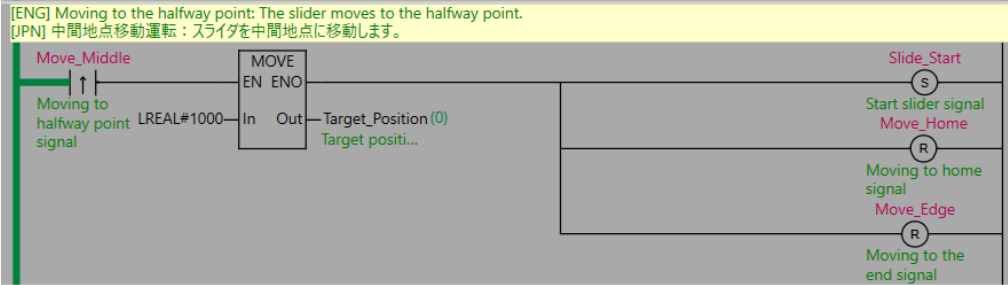 [ENG] Moving to the halfway point: The slider moves to the halfway point.
[JPN] 中間地点移動運転：スライダを中間地点に移動します。
Move_Middle
MOVE
Slide_Start
EN ENO
S
Moving to
halfway point
signal
LREAL#1000
In Out
Target_Position (0)
Target positi...
Start slider signal
Move_Home
R
Moving to home
signal
Move_Edge
R
Moving to the
end signal